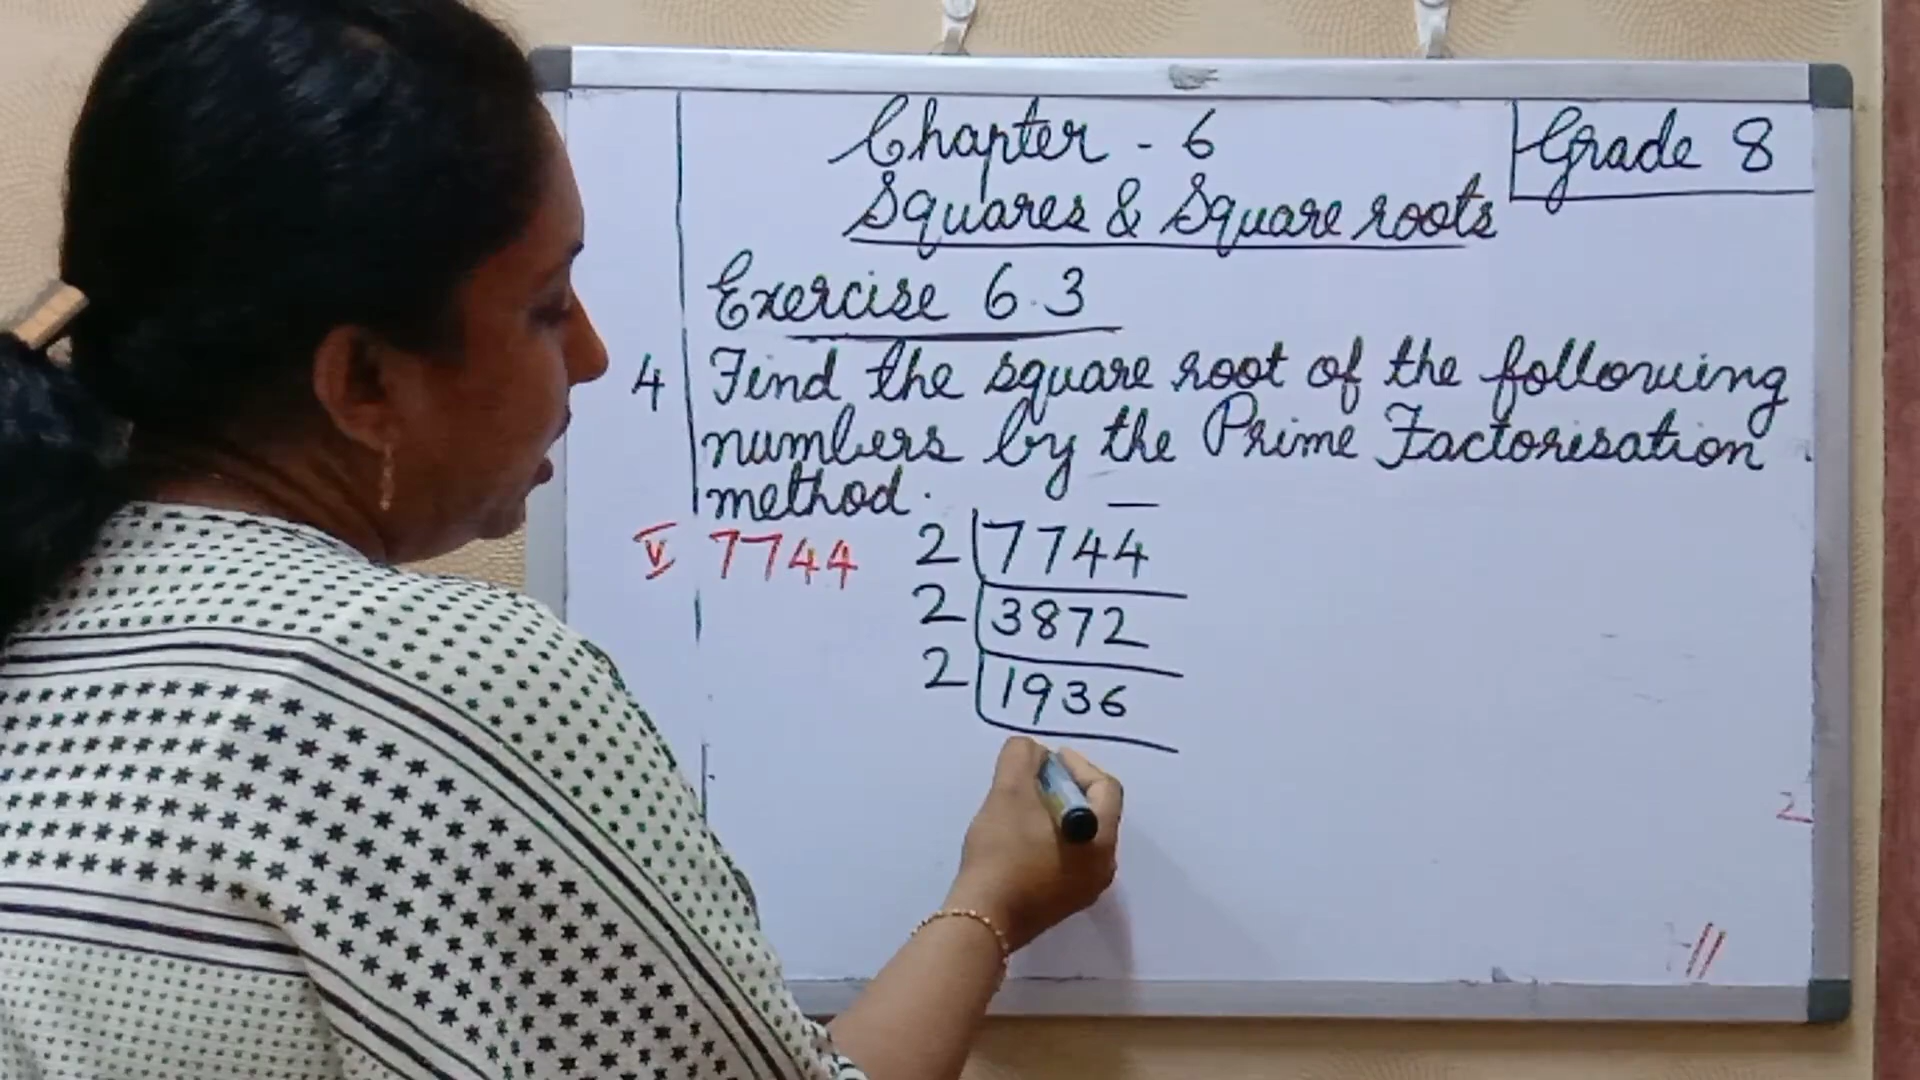 Chapter - 6
Grade 8
Squares & Square roots
Exercise 6.3
4 Find the square root of the following
numbers by the Prime Factorisation
method.
V 7744 2 7744
2 3872
2 1936
2